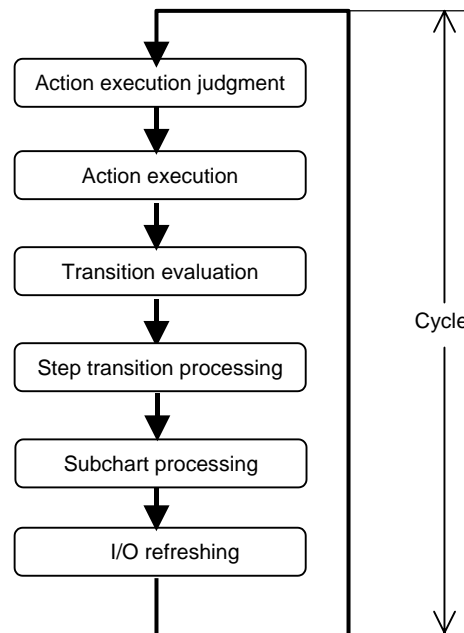 Action execution judgment
Action execution
Transition evaluation
Cycle
Step transition processing
Subchart processing
I/O refreshing